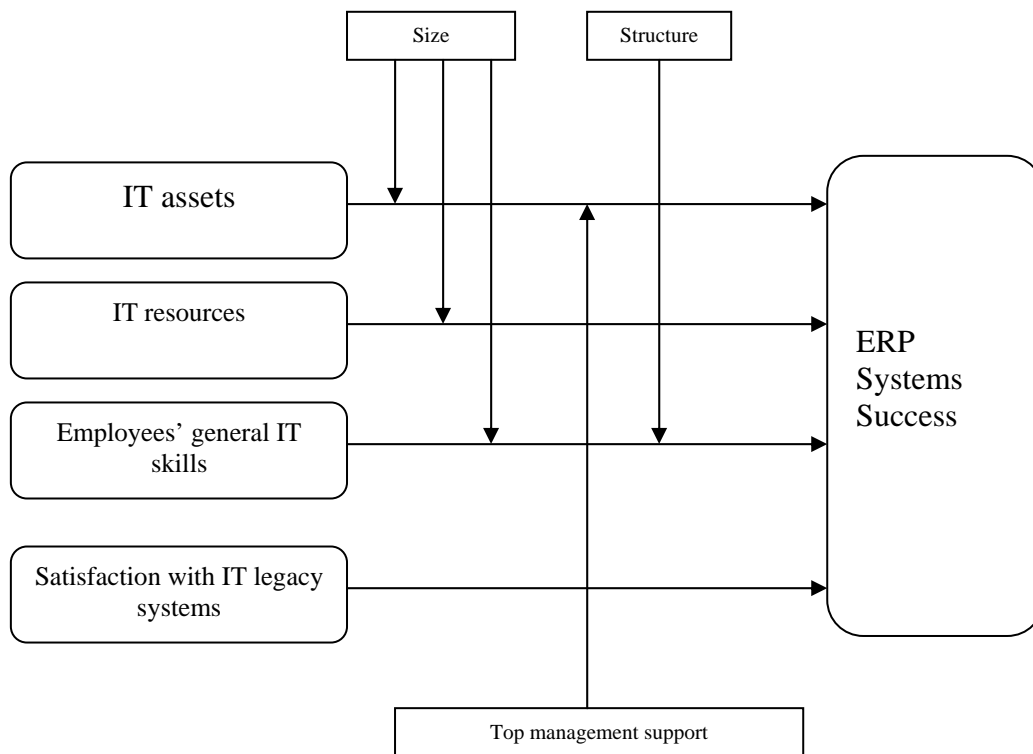 Size
Structure
IT assets
IT resources
Employees’ general IT
skills
Satisfaction with IT legacy
systems
ERP
Systems
Success
Top management support